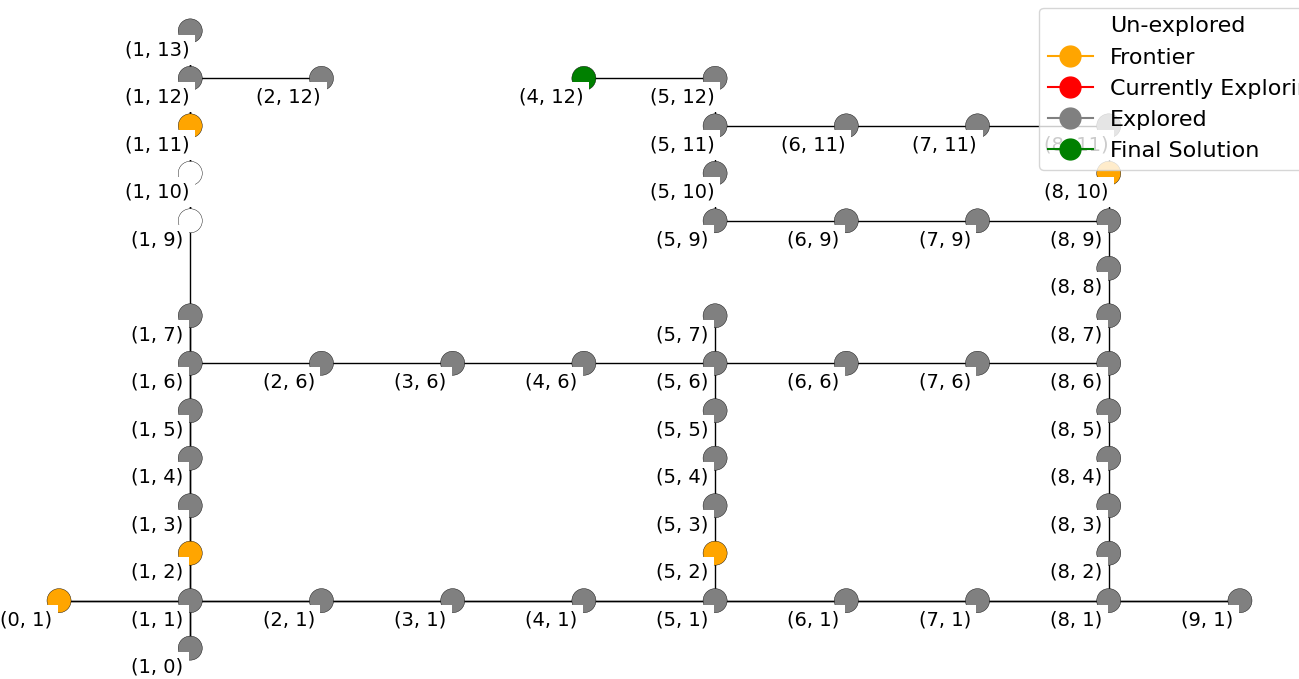 Un-explored
(1, 13)
Frontier
(1, 12) (2, 12) (4, 12) (5, 12)
Currently Explori
Explored
(1, 11) (5, 11) (6, 11) (7, 11) (8, 11)
Final Solution
(1, 10) (5, 10) (8, 10)
(1, 9) (5, 9) (6, 9) (7, 9) (8, 9)
(8, 8)
(1, 7) (5, 7) (8, 7)
(1, 6) (2, 6) (3, 6) (4, 6) (5, 6) (6, 6) (7, 6) (8, 6)
(1, 5) (5, 5) (8, 5)
(1, 4) (5, 4) (8, 4)
(1, 3) (5, 3) (8, 3)
(1, 2) (5, 2) (8, 2)
(0, 1) (1, 1) (2, 1) (3, 1) (4, 1) (5, 1) (6, 1) (7, 1) (8, 1) (9, 1)
(1, 0)